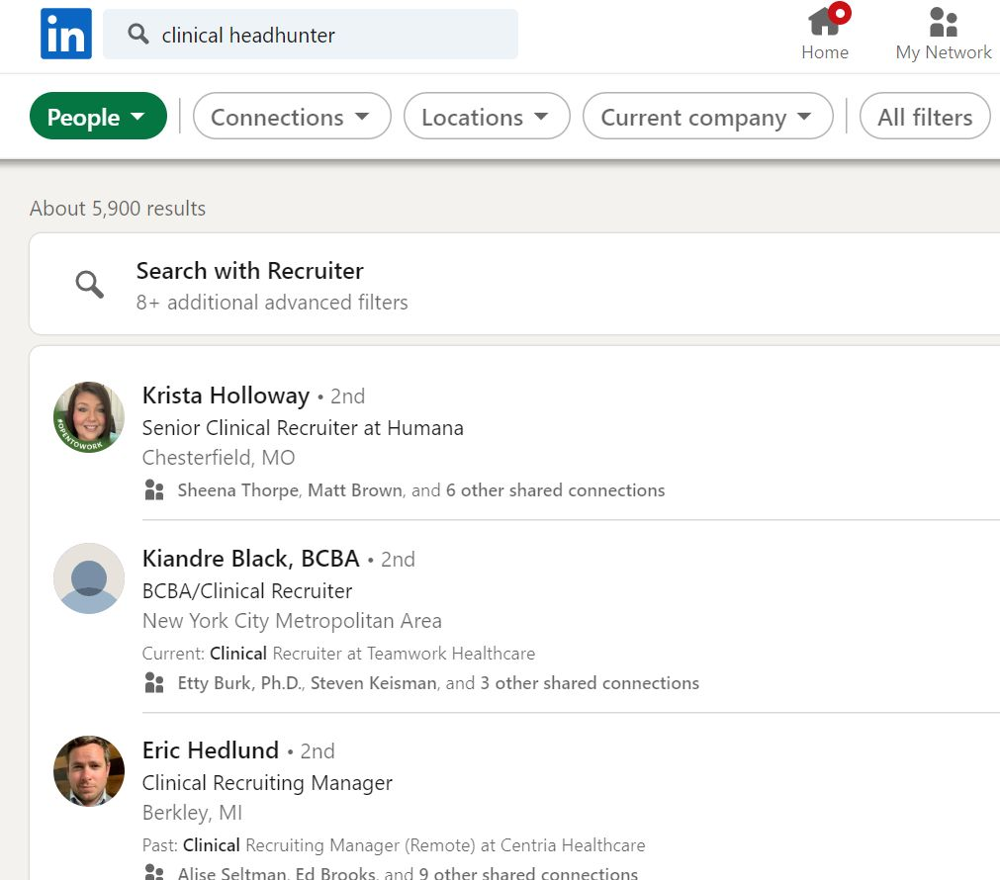 in
clinical headhunter
Home
My Network
People
Connections
Locations
Current company
All filters
About 5,900 results
Search with Recruiter
8+ additional advanced filters
Krista Holloway • 2nd
#OPENTOWORK
Senior Clinical Recruiter at Humana
Chesterfield, MO
Sheena Thorpe, Matt Brown, and 6 other shared connections
Kiandre Black, BCBA • 2nd
BCBA/Clinical Recruiter
New York City Metropolitan Area
Current: Clinical Recruiter at Teamwork Healthcare
Etty Burk, Ph.D., Steven Keisman, and 3 other shared connections
Eric Hedlund • 2nd
Clinical Recruiting Manager
Berkley, MI
Past: Clinical Recruiting Manager (Remote) at Centria Healthcare
Alise Seltman, Ed Brooks, and 9 other shared connections